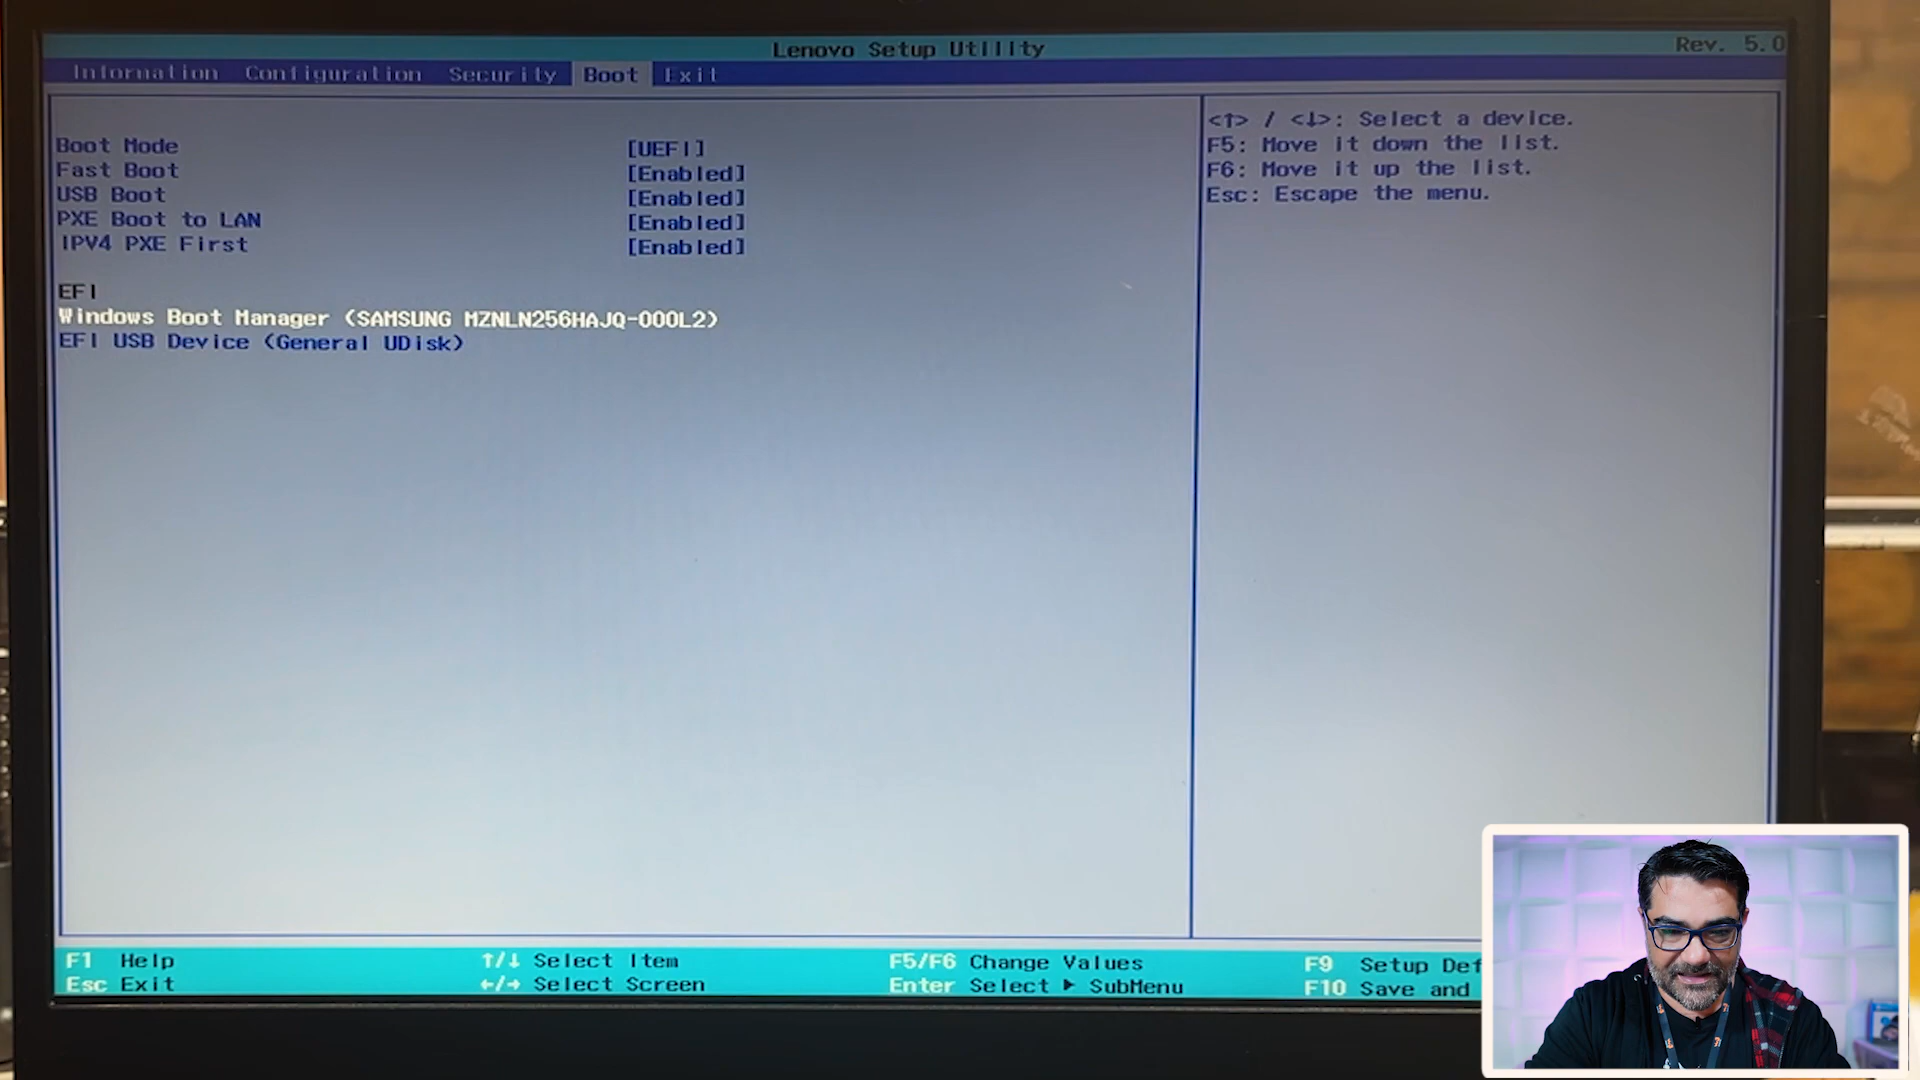 Lenovo Setup Utility
Rev. 5.0
Information Configuration Security Boot Exit
Boot Mode [UEFI]
Fast Boot [Enabled]
USB Boot [Enabled]
PXE Boot to LAN [Enabled]
IPV4 PXE First [Enabled]
EFI
Windows Boot Manager (SAMSUNG MZNLN256HAJQ-000L2)
EFI USB Device (General UDisk)
<↑> / <↓>: Select a device.
F5: Move it down the list.
F6: Move it up the list.
Esc: Escape the menu.
F1 Help ↑/↓ Select Item F5/F6 Change Values F9 Setup Def
Esc Exit ←/→ Select Screen Enter Select ▶ SubMenu F10 Save and